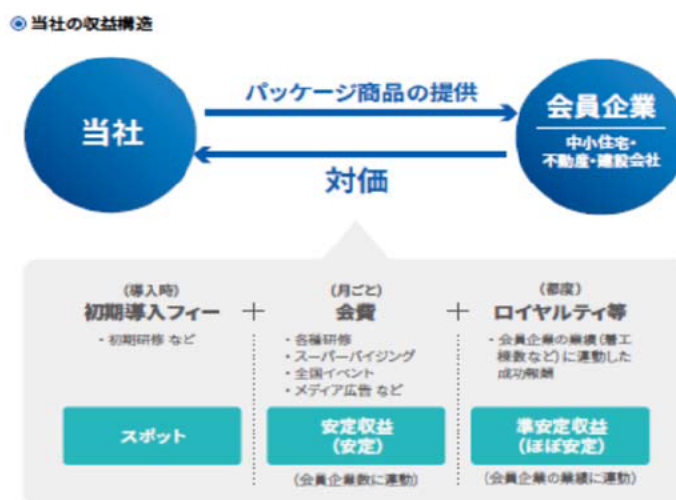 当社の収益構造
パッケージ商品の提供
当社
会員企業
中小住宅・
不動産・建設会社
対価
(導入時)
初期導入フィー
・初期研修 など
スポット
+
(月ごと)
会費
・各種研修
・スーパーバイジング
・全国イベント
・メディア広告 など
安定収益
(安定)
(会員企業数に連動)
+
(都度)
ロイヤルティ等
・会員企業の業績(着工
棟数など)に連動した
成功報酬
準安定収益
(ほぼ安定)
(会員企業の業績に連動)